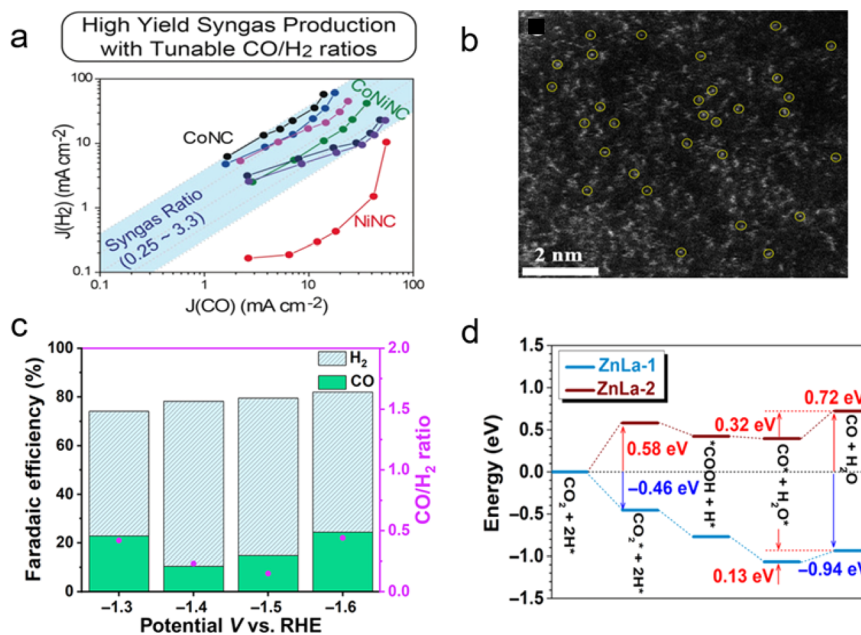 a
High Yield Syngas Production
with Tunable CO/H2 ratios
J(H2) (mA cm-2)
100
10
1
0.1
CoNC
CoNiNC
NiNC
Syngas Ratio
(0.25 ~ 3.3)
0.1
1
10
100
J(CO) (mA cm-2)
b
2 nm
c
Faradaic efficiency (%)
100
80
60
40
20
0
H2
CO
2.0
1.5
1.0
0.5
0.0
CO/H2 ratio
−1.3
−1.4
−1.5
−1.6
Potential V vs. RHE
d
Energy (eV)
1.5
1.0
0.5
0.0
−0.5
−1.0
−1.5
ZnLa-1
ZnLa-2
0.58 eV
0.32 eV
0.72 eV
−0.46 eV
0.13 eV
−0.94 eV
CO2 + 2H*
CO2* + 2H*
*COOH + H*
CO* + H2O*
CO + H2O